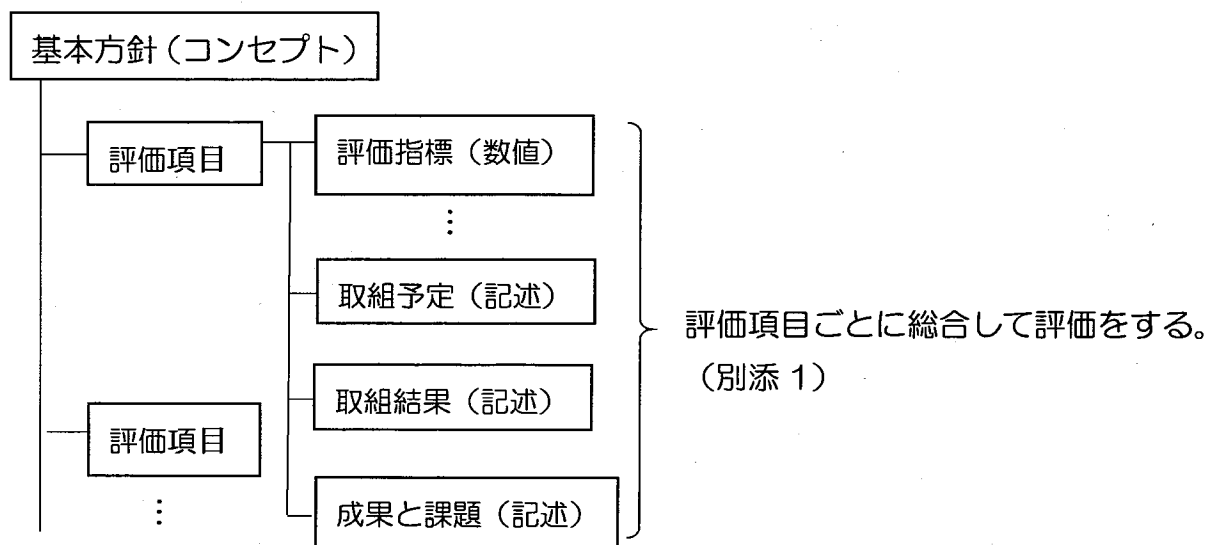 基本方針(コンセプト)
評価項目
評価指標(数値)
⋮
取組予定(記述)
取組結果(記述)
成果と課題(記述)
評価項目
⋮
評価項目ごとに総合して評価をする。
(別添 1)